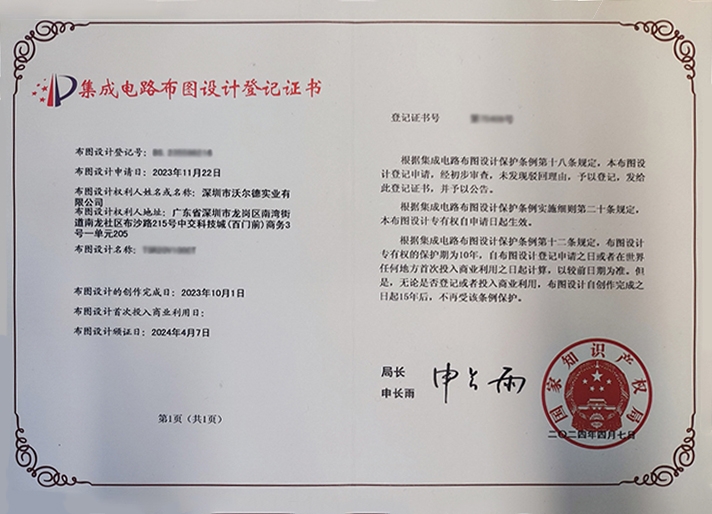 集成电路布图设计登记证书
布图设计登记号：
布图设计申请日：2023年11月22日
布图设计权利人姓名或名称：深圳市沃尔德实业有
限公司
布图设计权利人地址：广东省深圳市龙岗区南湾街
道南龙社区布沙路215号中交科技城(百门前)商务3
号一单元205
布图设计名称：
布图设计的创作完成日：2023年10月1日
布图设计首次投入商业利用日：
布图设计颁证日：2024年4月7日
第1页（共1页）
登记证书号
根据集成电路布图设计保护条例第十八条规定，本布图设
计登记申请，经初步审查，未发现驳回理由，予以登记，发给
此登记证书，并予以公告。
根据集成电路布图设计保护条例实施细则第二十条规定，
本布图设计专有权自申请日起生效。
根据集成电路布图设计保护条例第十二条规定，布图设计
专有权的保护期为10年，自布图设计登记申请之日或者在世界
任何地方首次投入商业利用之日起计算，以较前日期为准。但
是，无论是否登记或者投入商业利用，布图设计自创作完成之
日起15年后，不再受该条例保护。
局长
申长雨
申长雨
国家知识产权局
二〇二四年四月七日